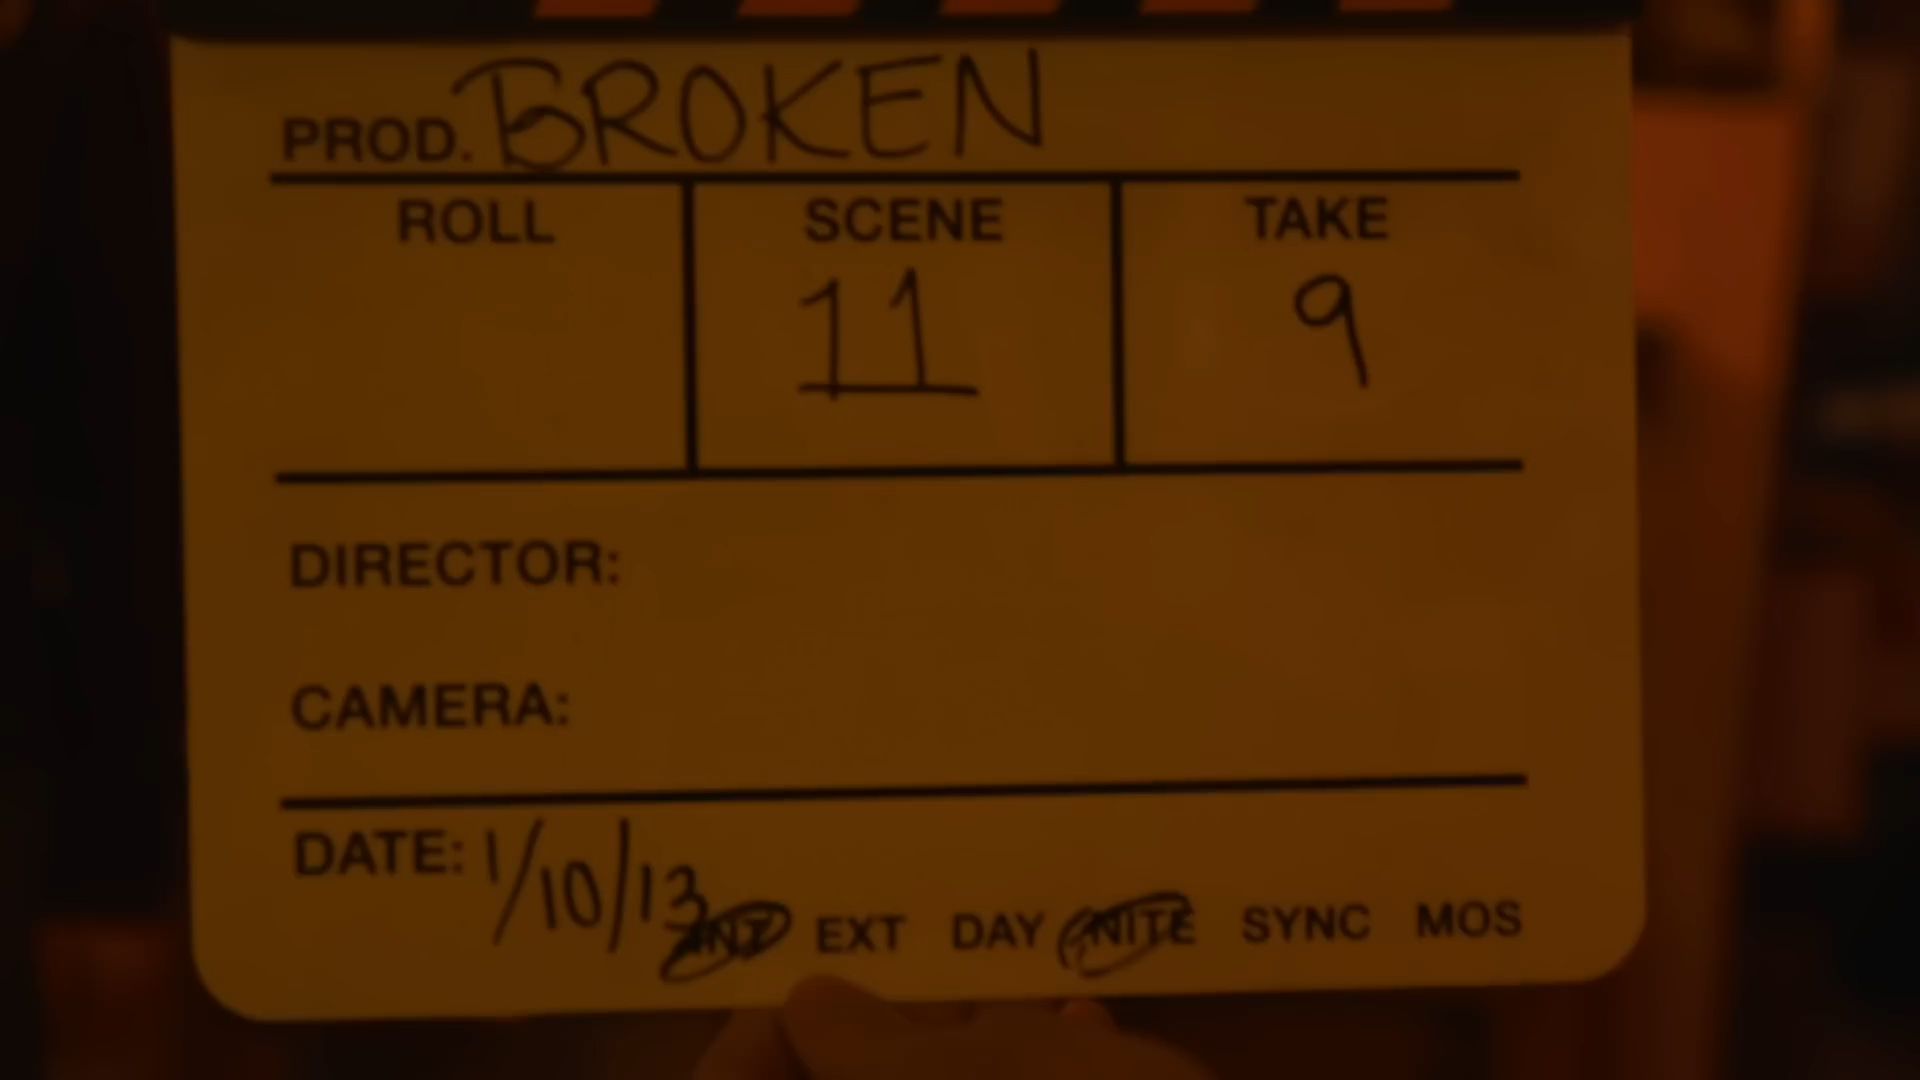 PROD. BROKEN
ROLL SCENE TAKE
11 9
DIRECTOR:
CAMERA:
DATE: 1/10/13
INT EXT DAY NITE SYNC MOS